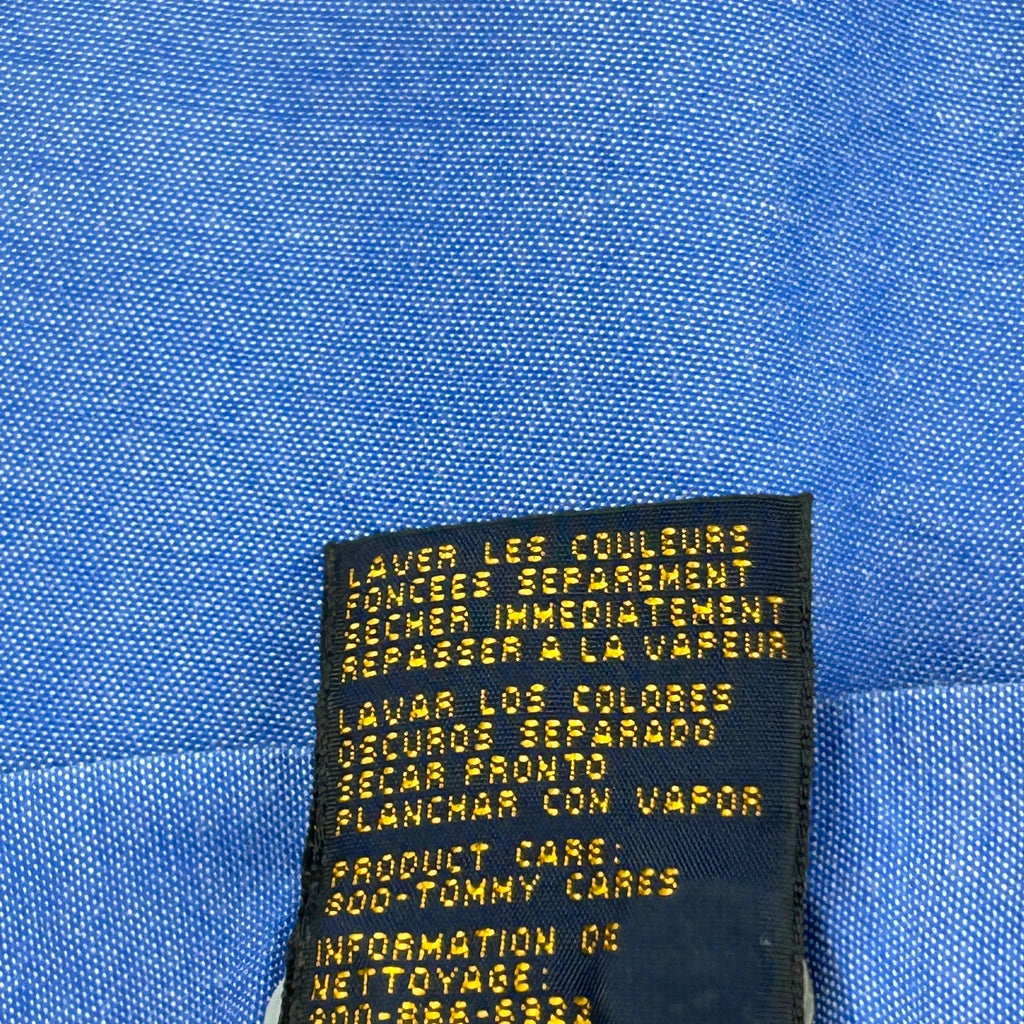 LAVER LES COULEURS
FONCEES SEPAREMENT
SECHER IMMEDIATEMENT
REPASSER A LA VAPEUR
LAVAR LOS COLORES
OSCUROS SEPARADO
SECAR PRONTO
PLANCHAR CON VAPOR
PRODUCT CARE:
800-TOMMY CARES
INFORMATION DE
NETTOYAGE: